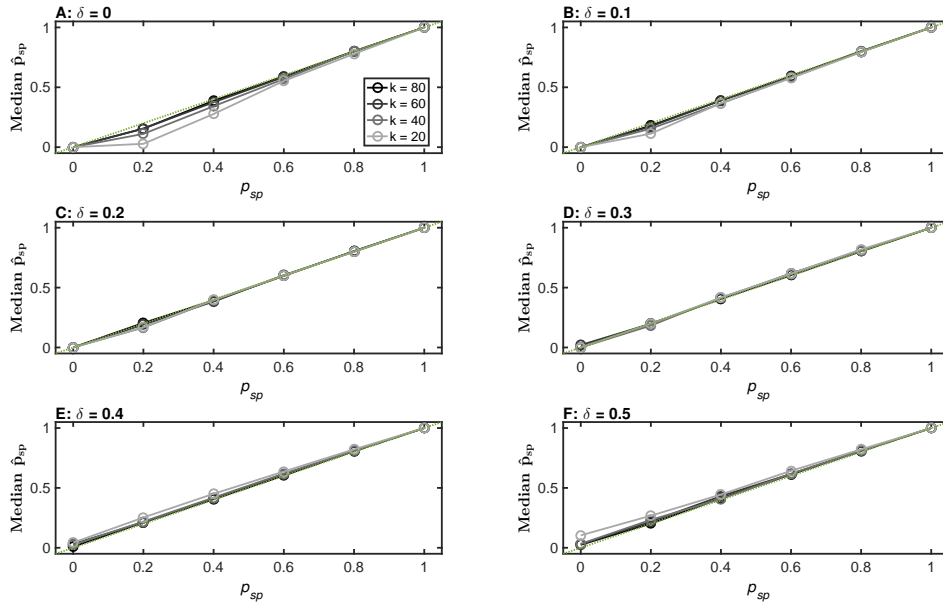 A: δ = 0
Median p̂sp
1
0.5
0
k = 80
k = 60
k = 40
k = 20
0 0.2 0.4 0.6 0.8 1
psp
B: δ = 0.1
Median p̂sp
1
0.5
0
0 0.2 0.4 0.6 0.8 1
psp
C: δ = 0.2
Median p̂sp
1
0.5
0
0 0.2 0.4 0.6 0.8 1
psp
D: δ = 0.3
Median p̂sp
1
0.5
0
0 0.2 0.4 0.6 0.8 1
psp
E: δ = 0.4
Median p̂sp
1
0.5
0
0 0.2 0.4 0.6 0.8 1
psp
F: δ = 0.5
Median p̂sp
1
0.5
0
0 0.2 0.4 0.6 0.8 1
psp